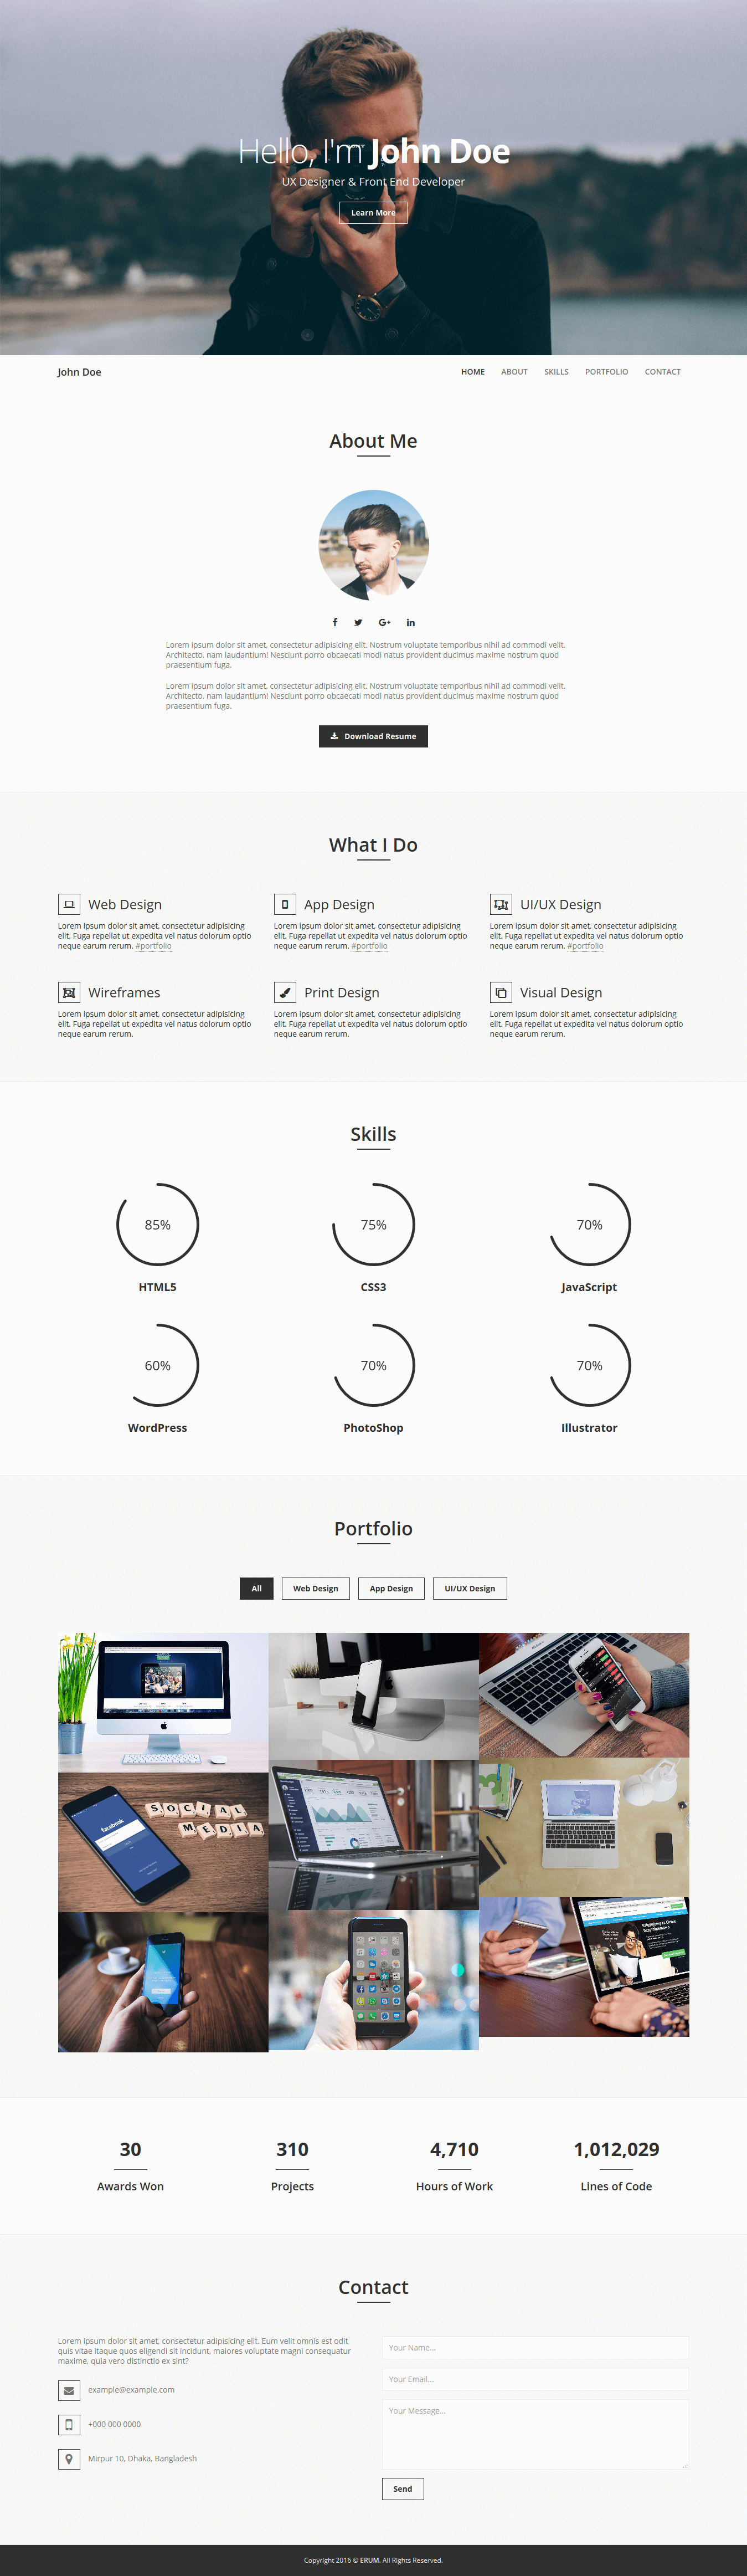 Hello, I'm John Doe
UX Designer & Front End Developer
Learn More
John Doe
HOME ABOUT SKILLS PORTFOLIO CONTACT
About Me
Lorem ipsum dolor sit amet, consectetur adipisicing elit. Nostrum voluptate temporibus nihil ad commodi velit.
Architecto, nam laudantium! Nesciunt porro obcaecati modi natus provident ducimus maxime nostrum quod
praesentium fuga.
Lorem ipsum dolor sit amet, consectetur adipisicing elit. Nostrum voluptate temporibus nihil ad commodi velit.
Architecto, nam laudantium! Nesciunt porro obcaecati modi natus provident ducimus maxime nostrum quod
praesentium fuga.
Download Resume
What I Do
Web Design
Lorem ipsum dolor sit amet, consectetur adipisicing
elit. Fuga repellat ut expedita vel natus dolorum optio
neque earum rerum. #portfolio
App Design
Lorem ipsum dolor sit amet, consectetur adipisicing
elit. Fuga repellat ut expedita vel natus dolorum optio
neque earum rerum. #portfolio
UI/UX Design
Lorem ipsum dolor sit amet, consectetur adipisicing
elit. Fuga repellat ut expedita vel natus dolorum optio
neque earum rerum. #portfolio
Wireframes
Lorem ipsum dolor sit amet, consectetur adipisicing
elit. Fuga repellat ut expedita vel natus dolorum optio
neque earum rerum.
Print Design
Lorem ipsum dolor sit amet, consectetur adipisicing
elit. Fuga repellat ut expedita vel natus dolorum optio
neque earum rerum.
Visual Design
Lorem ipsum dolor sit amet, consectetur adipisicing
elit. Fuga repellat ut expedita vel natus dolorum optio
neque earum rerum.
Skills
85%
HTML5
75%
CSS3
70%
JavaScript
60%
WordPress
70%
PhotoShop
70%
Illustrator
Portfolio
All
Web Design
App Design
UI/UX Design
facebook
SOCIAL
MEDIA
30
Awards Won
310
Projects
4,710
Hours of Work
1,012,029
Lines of Code
Contact
Lorem ipsum dolor sit amet, consectetur adipisicing elit. Eum velit omnis est odit
quis vitae itaque quos eligendi sit incidunt, maiores voluptate magni consequatur
maxime, quia vero distinctio ex sint?
example@example.com
+000 000 0000
Mirpur 10, Dhaka, Bangladesh
Your Name...
Your Email...
Your Message...
Send
Copyright 2016 © ERUM. All Rights Reserved.